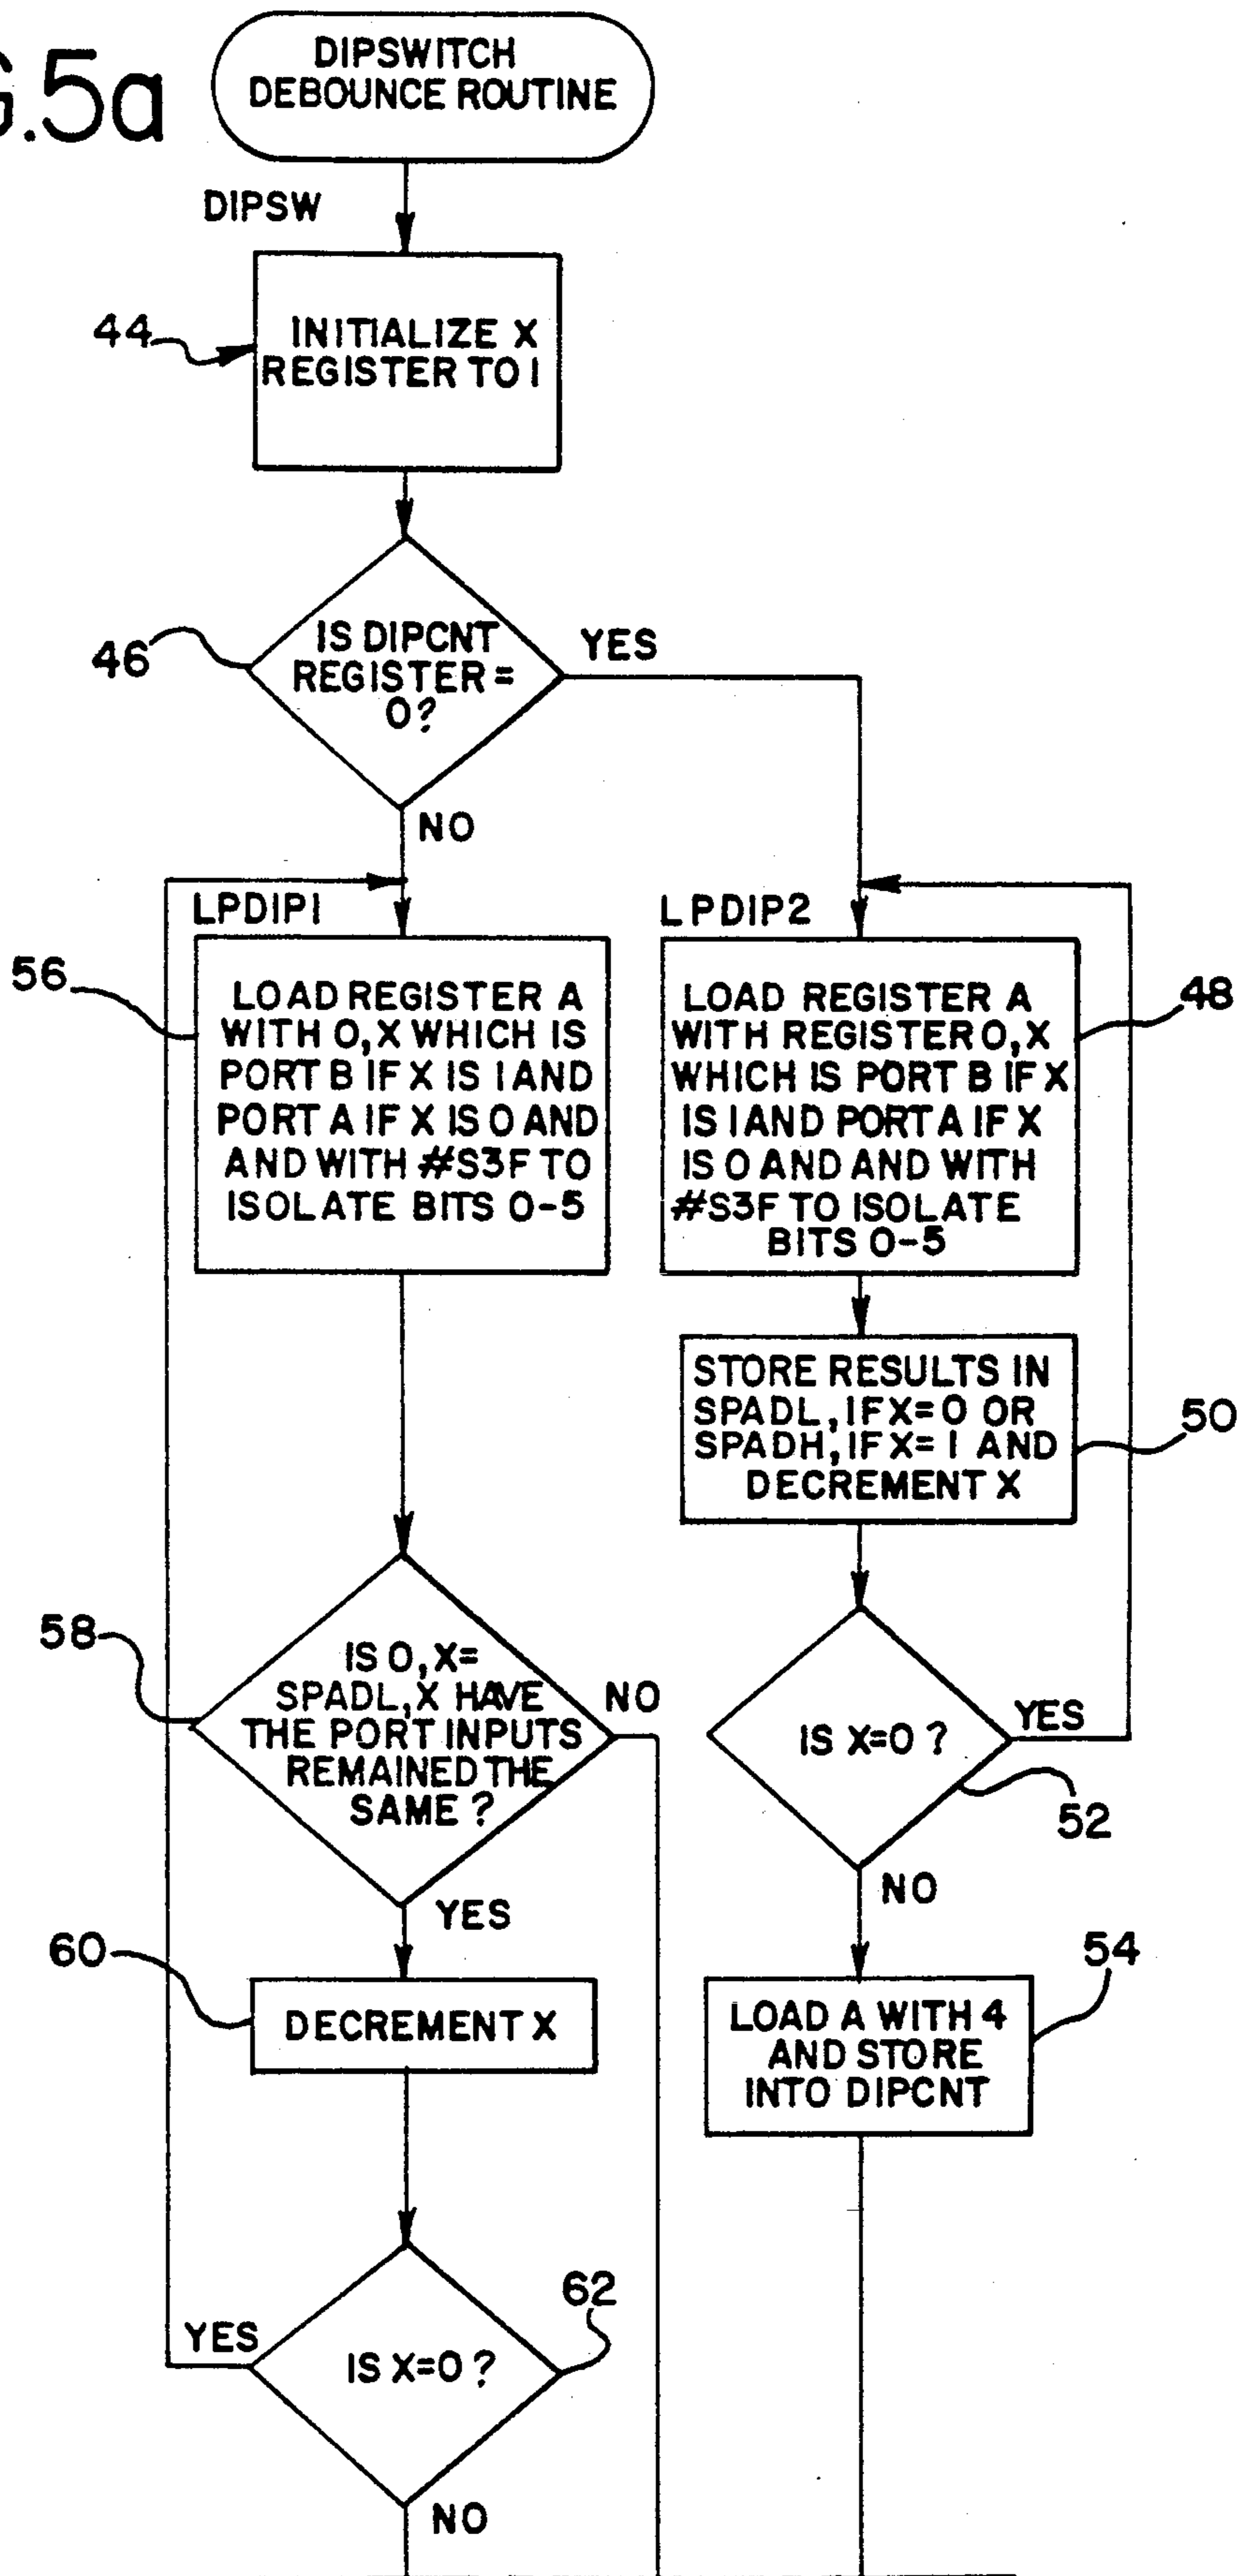 G.5a
DIPSWITCH
DEBOUNCE ROUTINE
DIPSW
44
INITIALIZE X
REGISTER TO 1
46
IS DIPCNT
REGISTER =
0?
YES
NO
LPDIP1
LPDIP2
56
LOAD REGISTER A
WITH 0,X WHICH IS
PORT B IF X IS 1 AND
PORT A IF X IS 0 AND
AND WITH #S3F TO
ISOLATE BITS 0-5
48
LOAD REGISTER A
WITH REGISTER 0,X
WHICH IS PORT B IF X
IS 1 AND PORT A IF X
IS 0 AND AND WITH
#S3F TO ISOLATE
BITS 0-5
STORE RESULTS IN
SPADL, IF X=0 OR
SPADH, IF X=1 AND
DECREMENT X
50
58
IS 0,X=
SPADL,X HAVE
THE PORT INPUTS
REMAINED THE
SAME?
NO
YES
IS X=0?
YES
52
NO
60
DECREMENT X
54
LOAD A WITH 4
AND STORE
INTO DIPCNT
62
YES
IS X=0?
NO